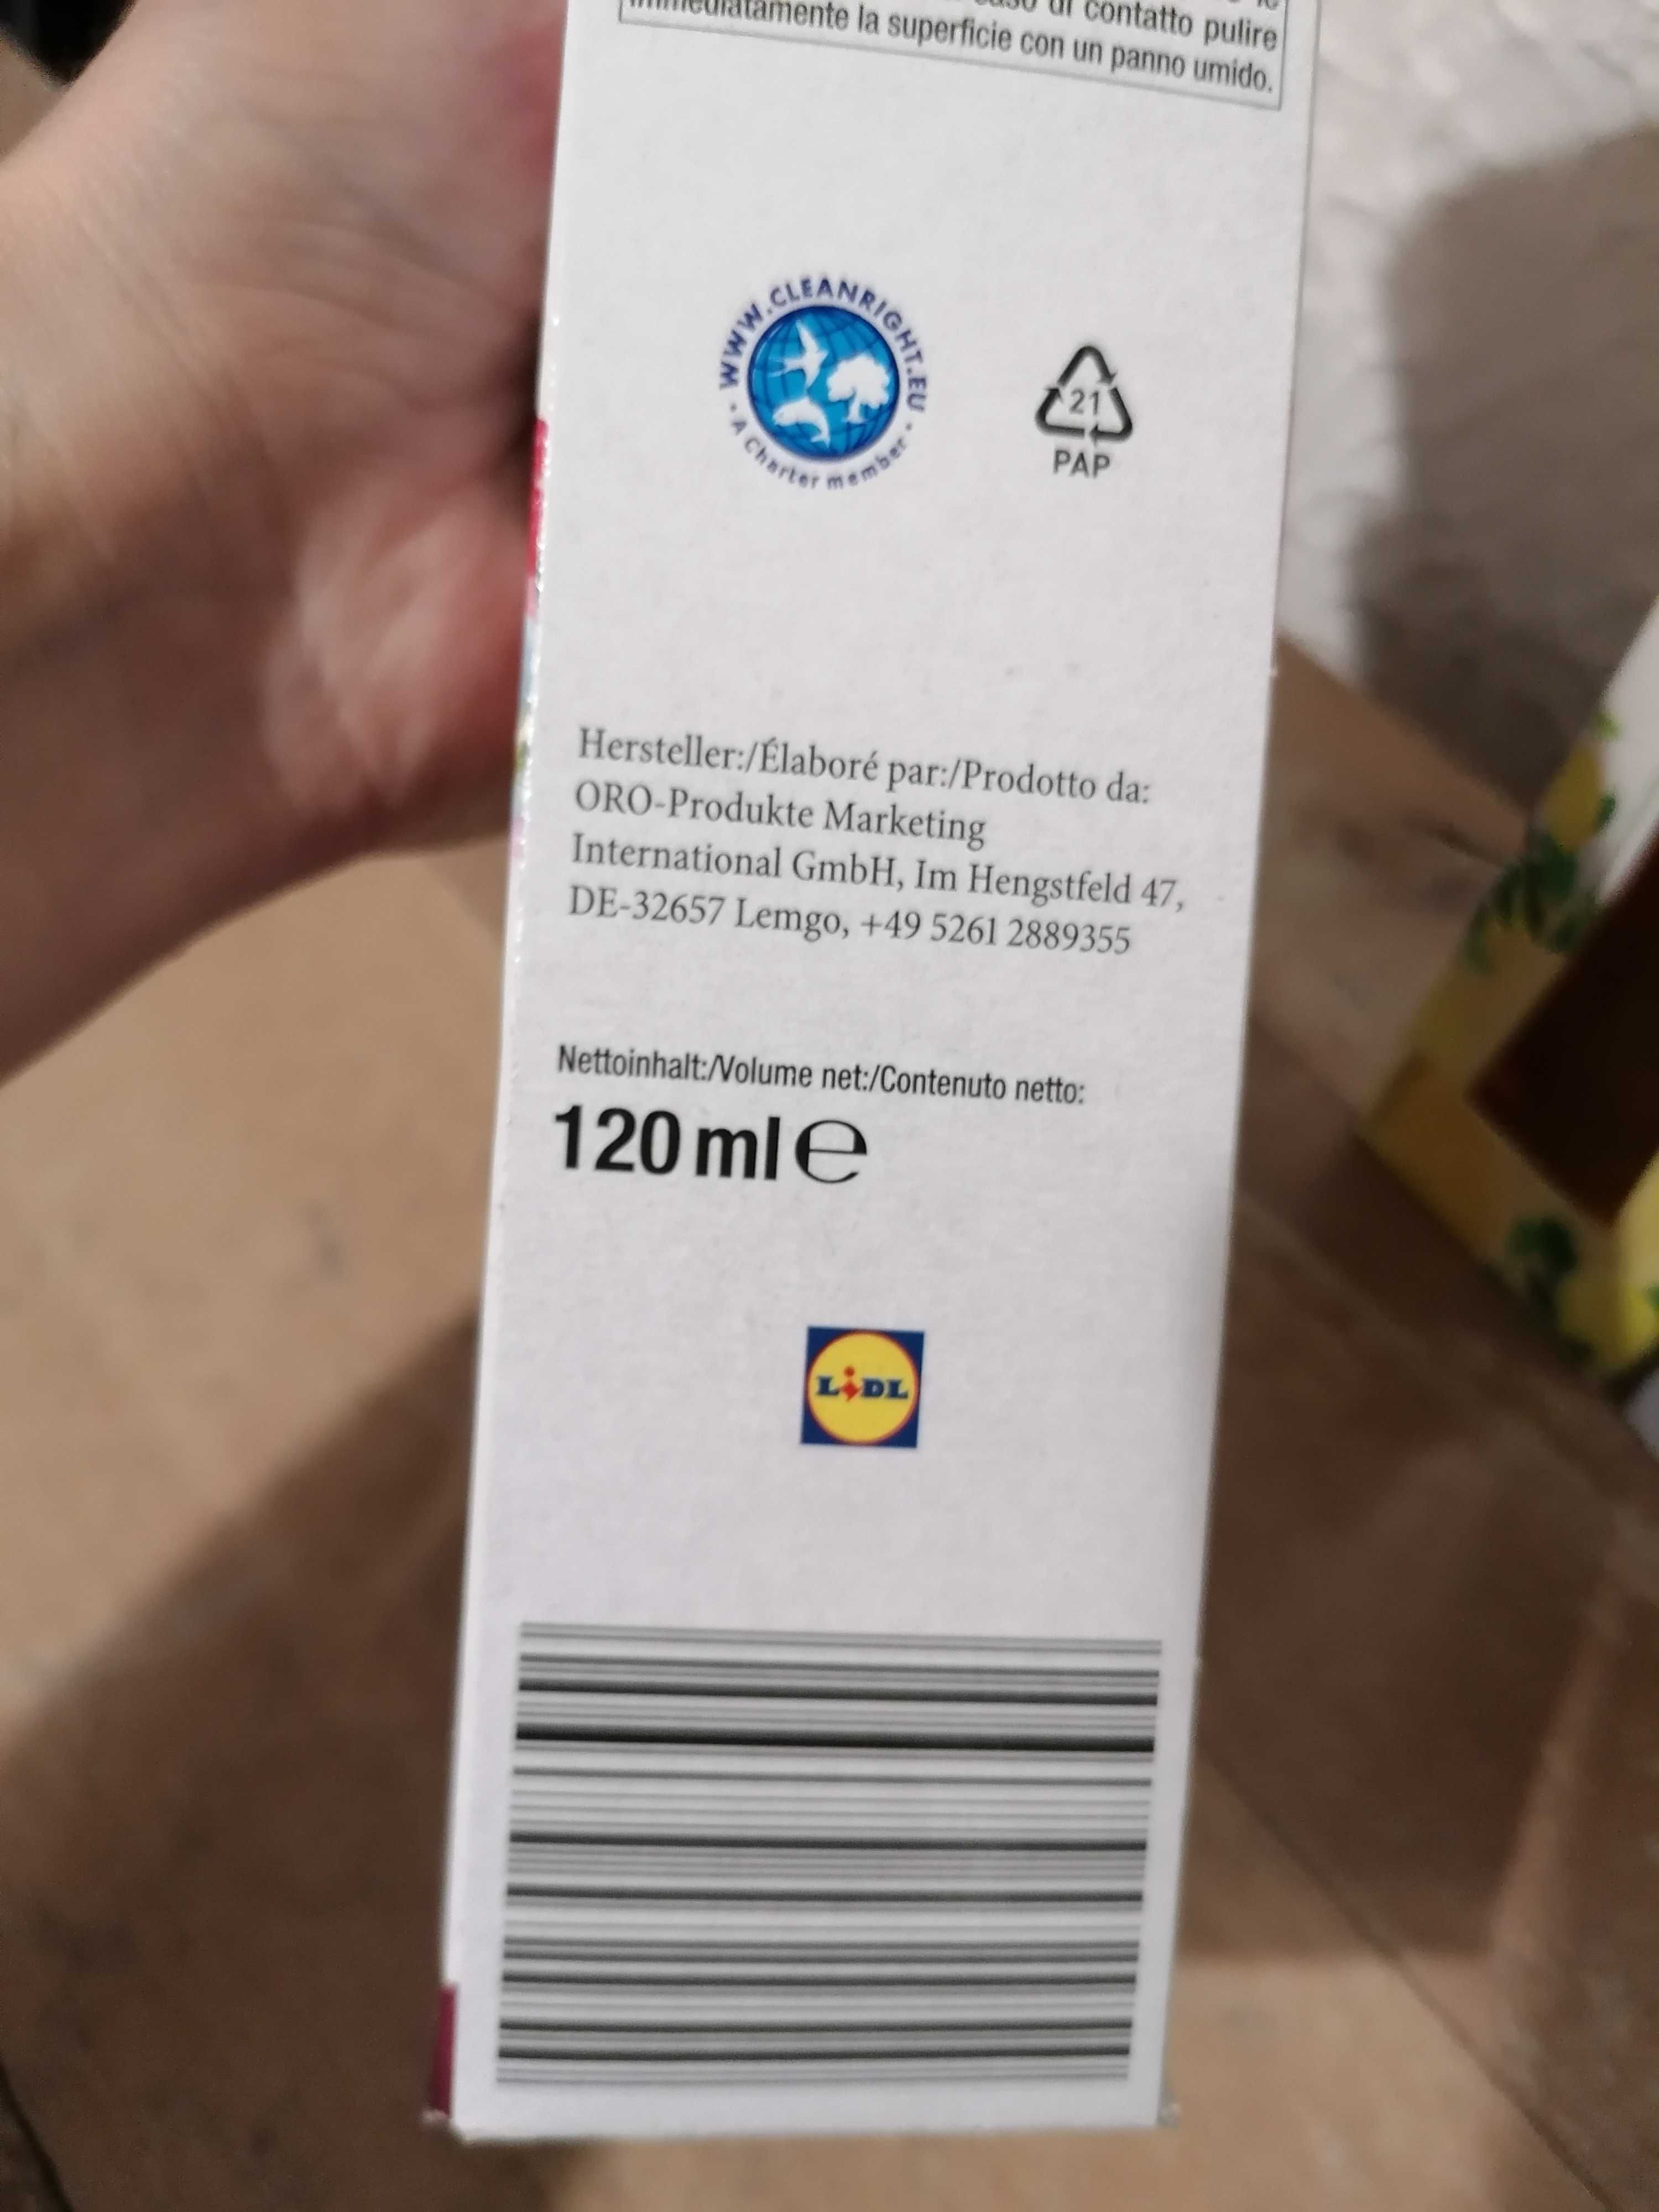 di contatto pulire
la superficie con un panno umido.
WWW.CLEANRIGHT.EU
· A Charter member ·
21
PAP
Hersteller:/Élaboré par:/Prodotto da:
ORO-Produkte Marketing
International GmbH, Im Hengstfeld 47,
DE-32657 Lemgo, +49 5261 2889355
Nettoinhalt:/Volume net:/Contenuto netto:
120 ml ℮
LIDL